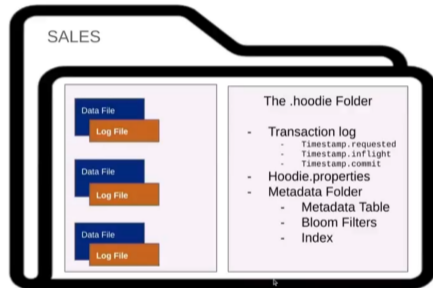 SALES
Data File
Log File
Data File
Log File
Data File
Log File
The .hoodie Folder
- Transaction log
- Timestamp.requested
- Timestamp.inflight
- Timestamp.commit
- Hoodie.properties
- Metadata Folder
- Metadata Table
- Bloom Filters
- Index